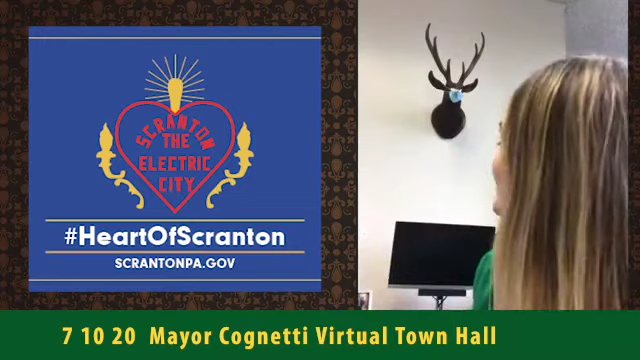 SCRANTON
THE
ELECTRIC
CITY
#HeartOfScranton
SCRANTONPA.GOV
7 10 20 Mayor Cognetti Virtual Town Hall